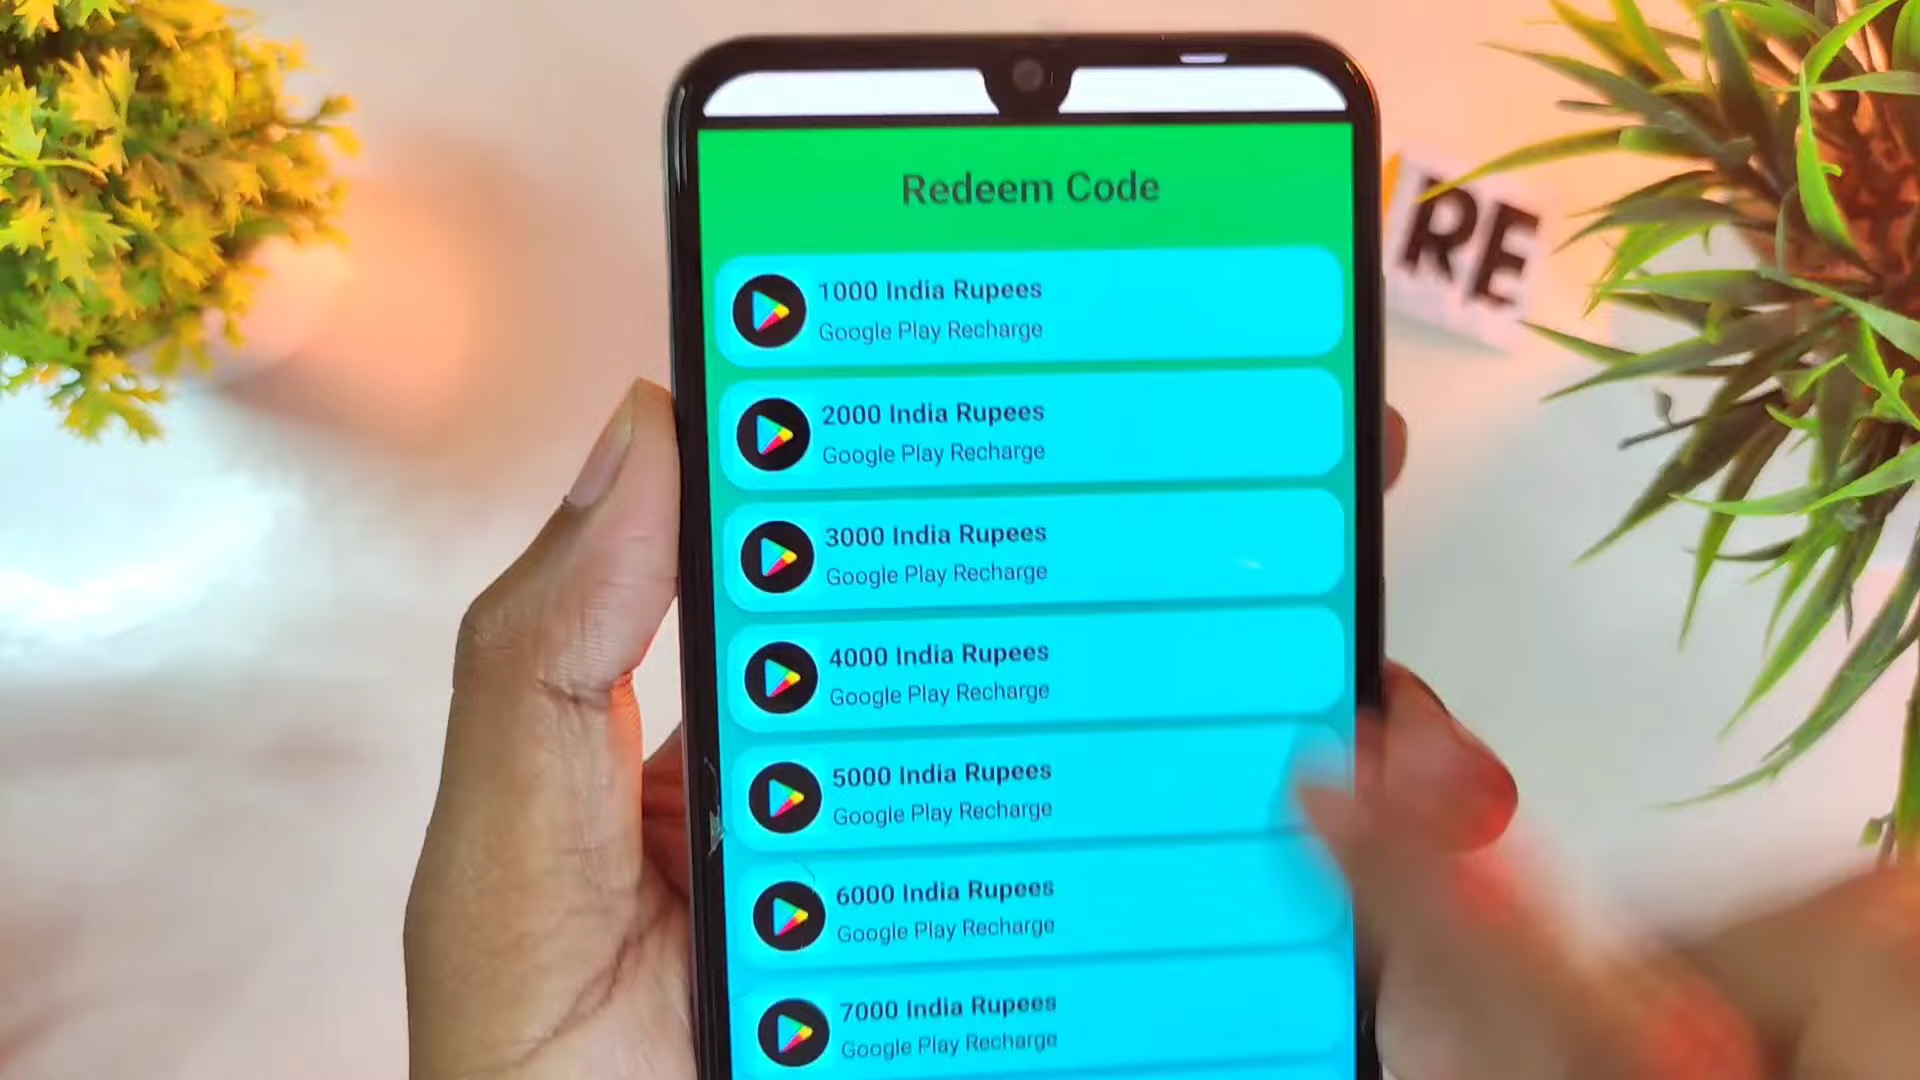 Redeem Code
1000 India Rupees
Google Play Recharge
2000 India Rupees
Google Play Recharge
3000 India Rupees
Google Play Recharge
4000 India Rupees
Google Play Recharge
5000 India Rupees
Google Play Recharge
6000 India Rupees
Google Play Recharge
7000 India Rupees
Google Play Recharge
RE